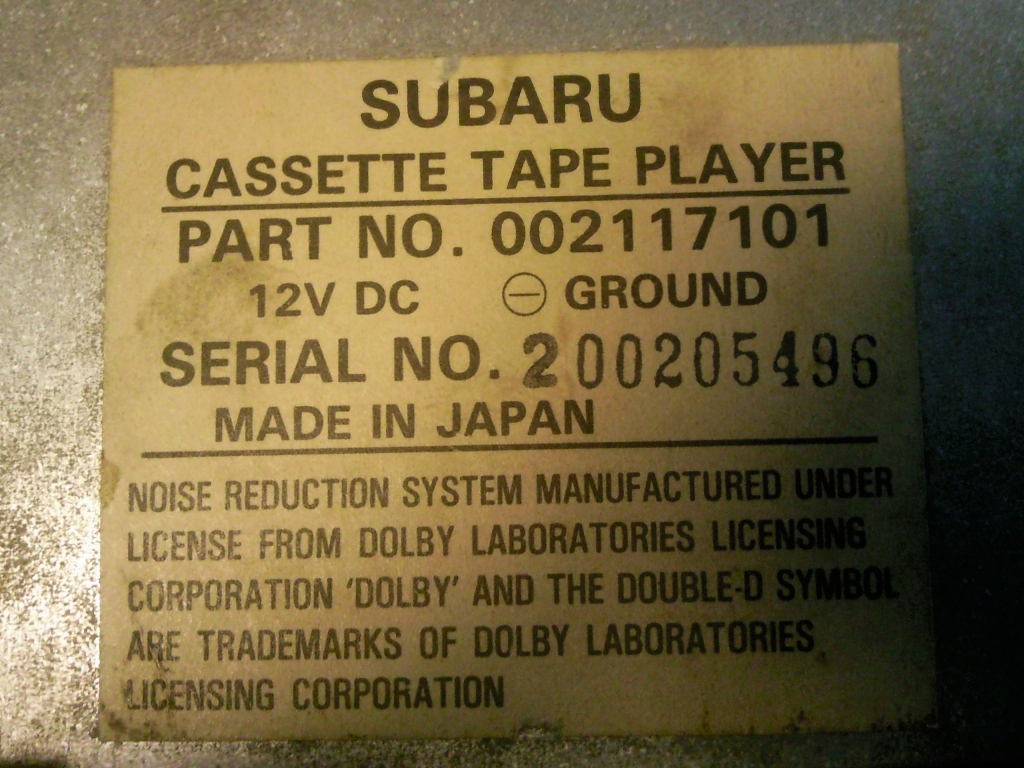 SUBARU
CASSETTE TAPE PLAYER
PART NO. 002117101
12V DC ⊖ GROUND
SERIAL NO. 200205496
MADE IN JAPAN
NOISE REDUCTION SYSTEM MANUFACTURED UNDER
LICENSE FROM DOLBY LABORATORIES LICENSING
CORPORATION 'DOLBY' AND THE DOUBLE-D SYMBOL
ARE TRADEMARKS OF DOLBY LABORATORIES
LICENSING CORPORATION